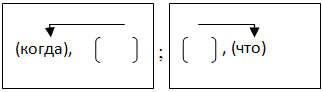 (когда), [ ] ; [ ], (что)